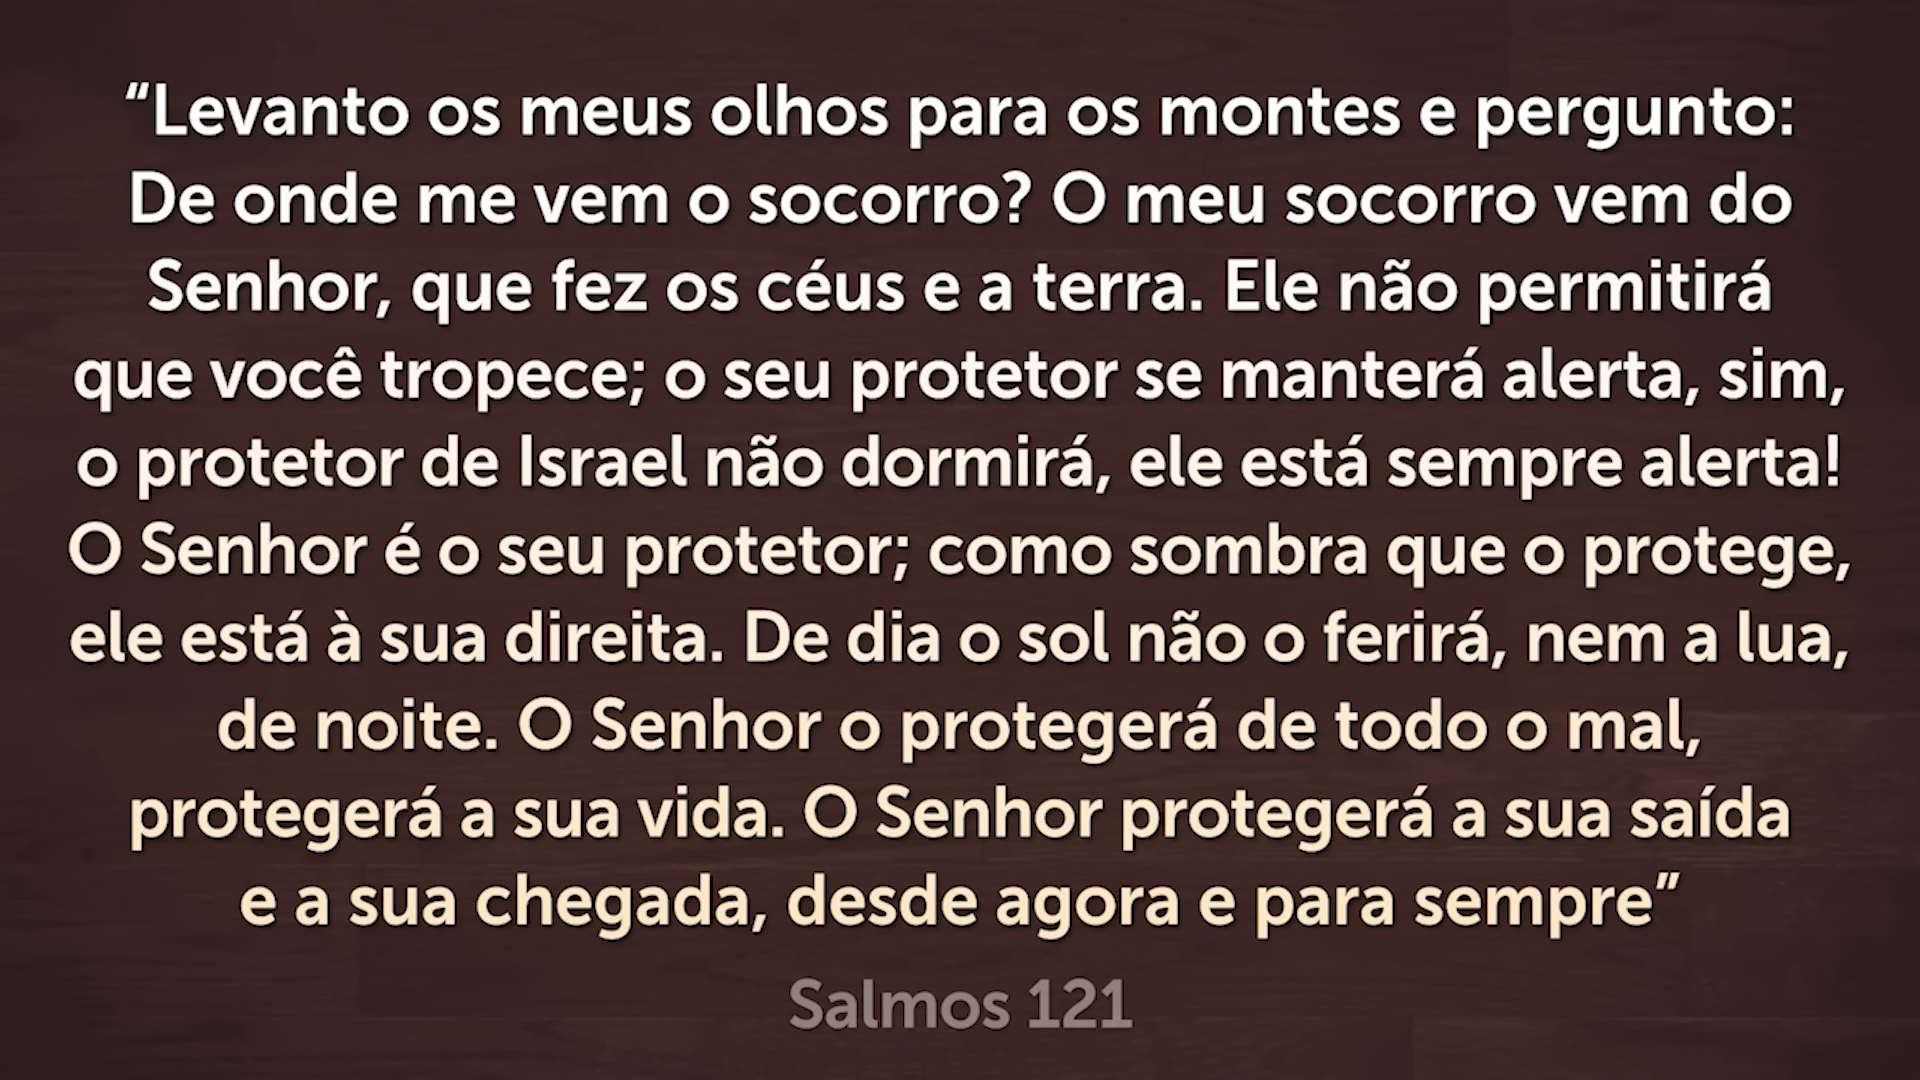 “Levanto os meus olhos para os montes e pergunto:
De onde me vem o socorro? O meu socorro vem do
Senhor, que fez os céus e a terra. Ele não permitirá
que você tropece; o seu protetor se manterá alerta, sim,
o protetor de Israel não dormirá, ele está sempre alerta!
O Senhor é o seu protetor; como sombra que o protege,
ele está à sua direita. De dia o sol não o ferirá, nem a lua,
de noite. O Senhor o protegerá de todo o mal,
protegerá a sua vida. O Senhor protegerá a sua saída
e a sua chegada, desde agora e para sempre”
Salmos 121